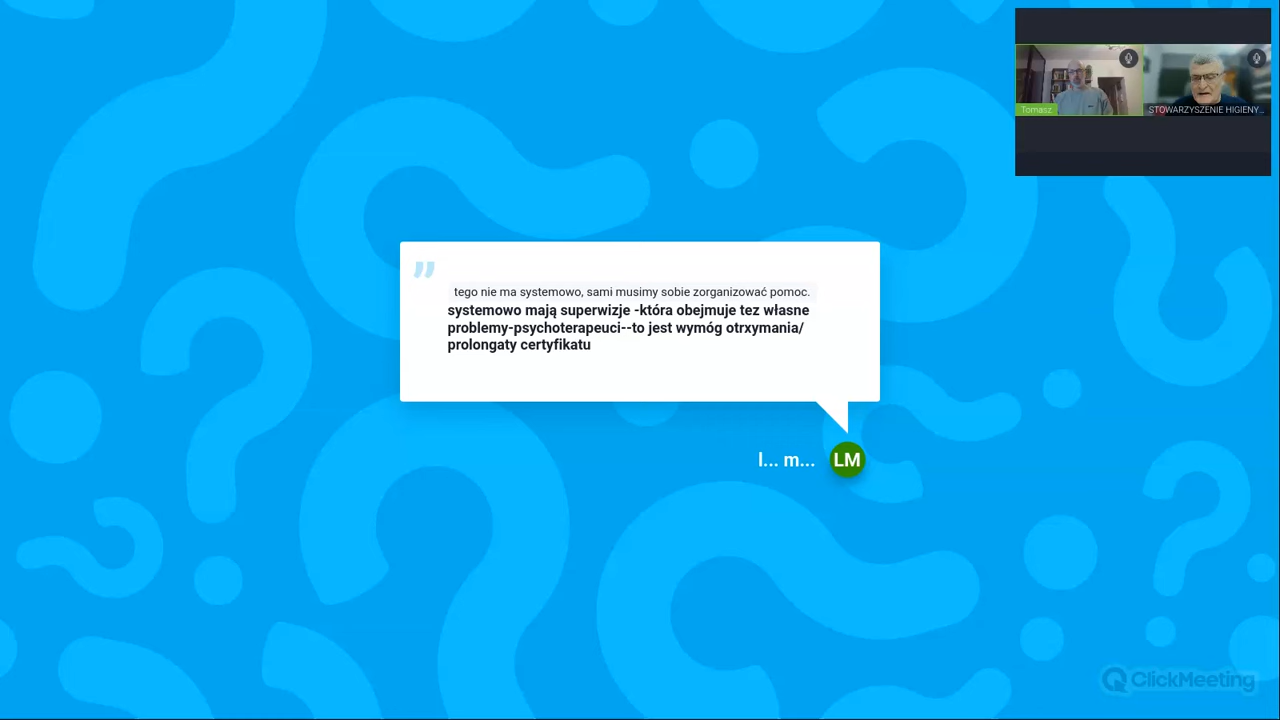 Tomasz
STOWARZYSZENIE HIGIENY...
”
tego nie ma systemowo, sami musimy sobie zorganizować pomoc.
systemowo mają superwizje -która obejmuje tez własne
problemy-psychoterapeuci--to jest wymóg otrxymania/
prolongaty certyfikatu
l... m... LM
ClickMeeting